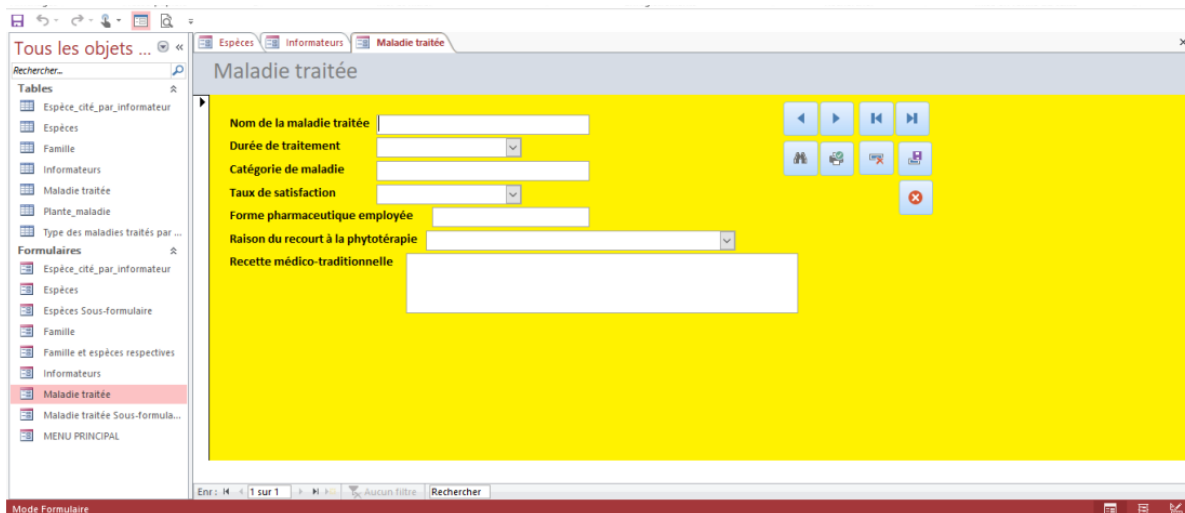 Tous les objets ...
Rechercher...
Tables
Espèce_cité_par_informateur
Espèces
Famille
Informateurs
Maladie traitée
Plante_maladie
Type des maladies traités par ...
Formulaires
Espèce_cité_par_informateur
Espèces
Espèces Sous-formulaire
Famille
Famille et espèces respectives
Informateurs
Maladie traitée
Maladie traitée Sous-formula...
MENU PRINCIPAL
Espèces Informateurs Maladie traitée
Maladie traitée
Nom de la maladie traitée
Durée de traitement
Catégorie de maladie
Taux de satisfaction
Forme pharmaceutique employée
Raison du recourt à la phytotérapie
Recette médico-traditionnelle
Enr : 1 sur 1 Aucun filtre Rechercher
Mode Formulaire